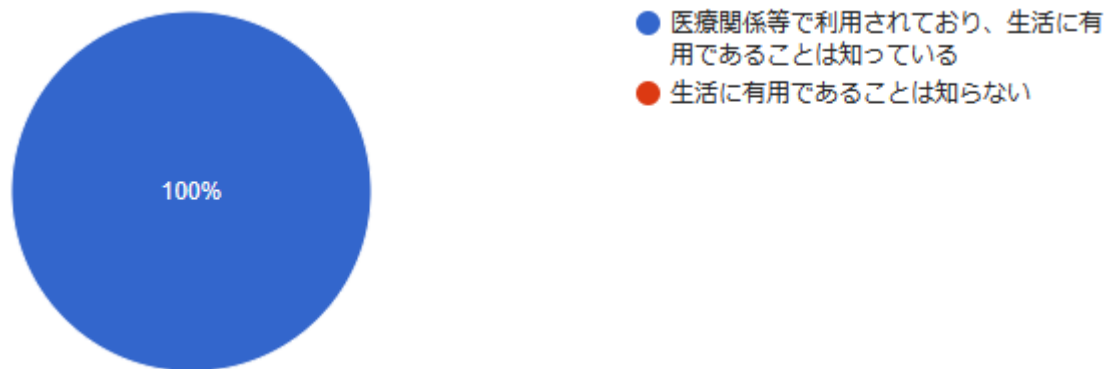 100%
医療関係等で利用されており、生活に有
用であることは知っている
生活に有用であることは知らない